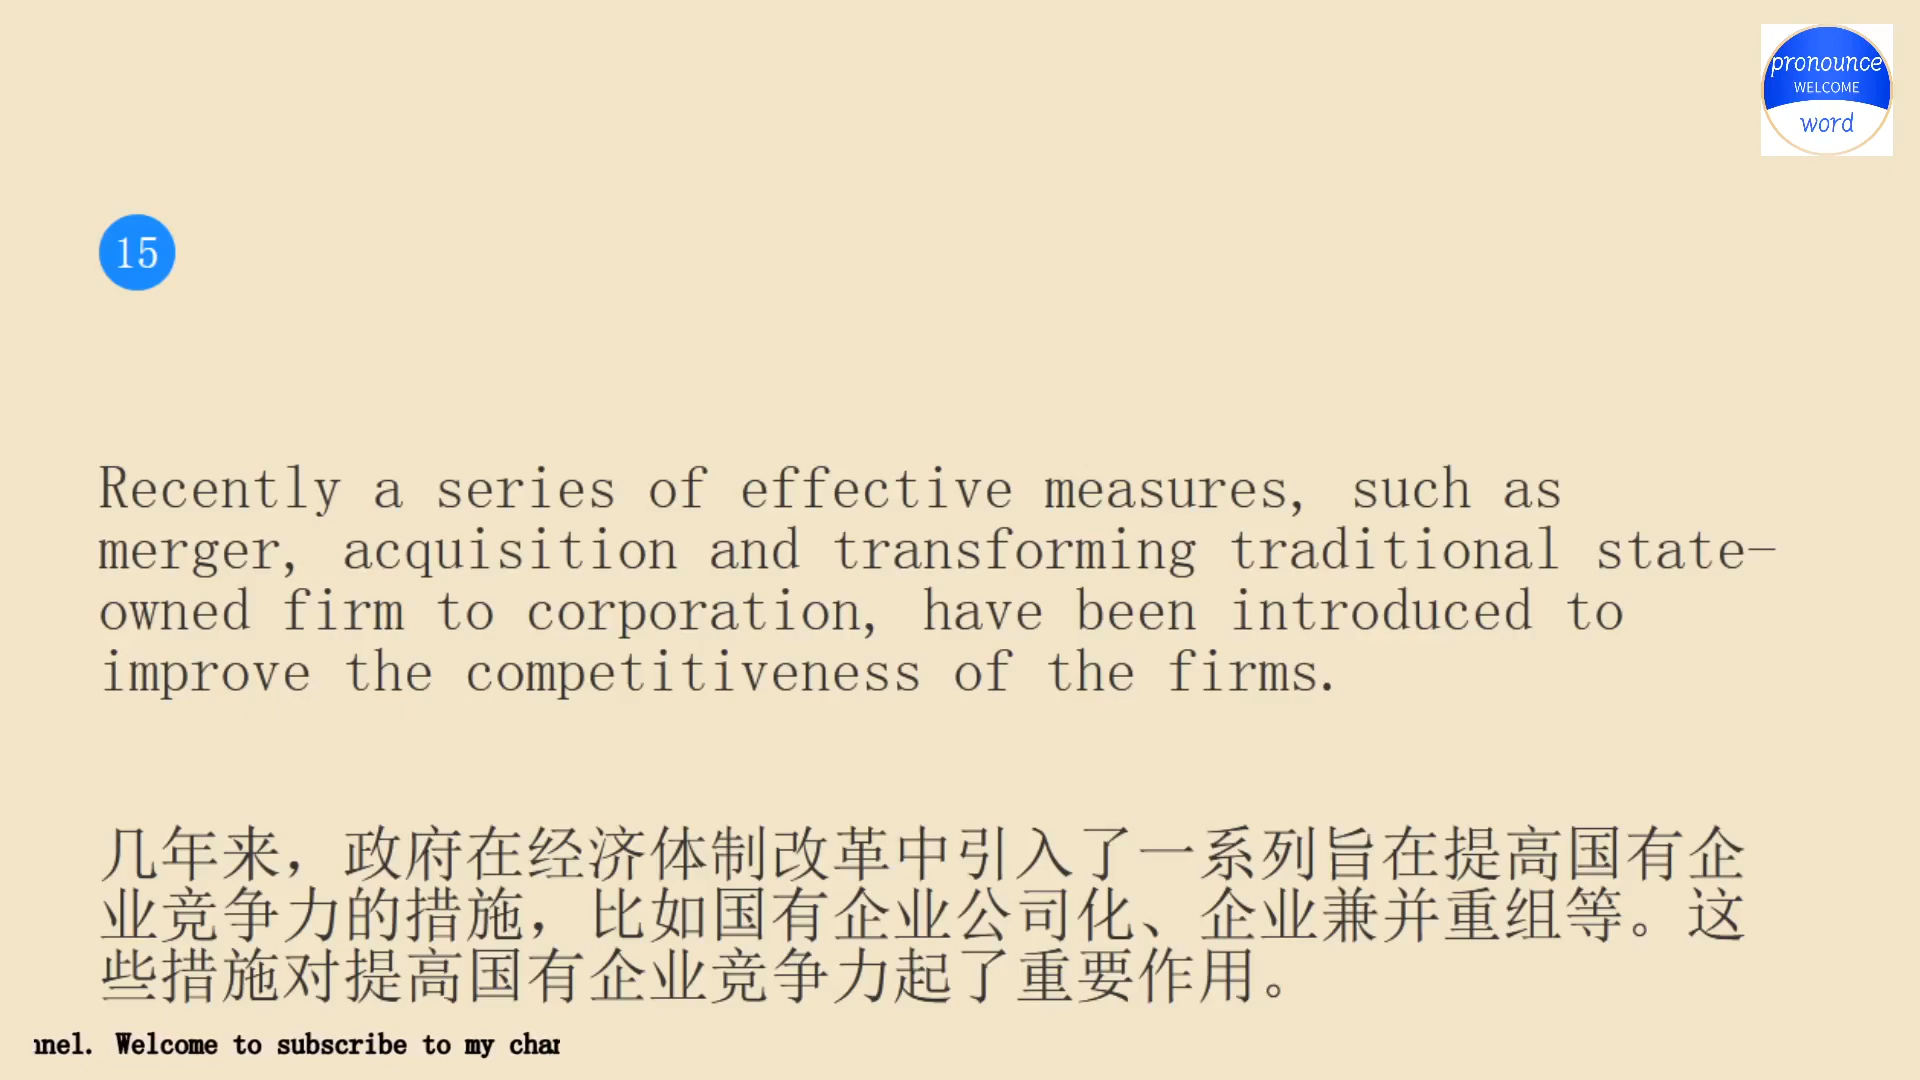 pronounce
WELCOME
word
15
Recently a series of effective measures, such as
merger, acquisition and transforming traditional state-
owned firm to corporation, have been introduced to
improve the competitiveness of the firms.
几年来，政府在经济体制改革中引入了一系列旨在提高国有企
业竞争力的措施，比如国有企业公司化、企业兼并重组等。这
些措施对提高国有企业竞争力起了重要作用。
nnel. Welcome to subscribe to my chan